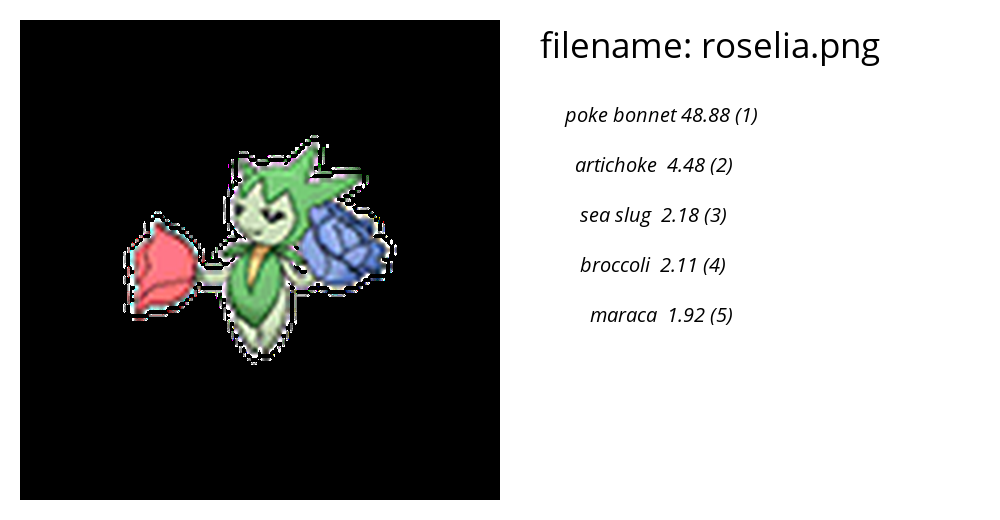 filename: roselia.png
poke bonnet 48.88 (1)
artichoke 4.48 (2)
sea slug 2.18 (3)
broccoli 2.11 (4)
maraca 1.92 (5)